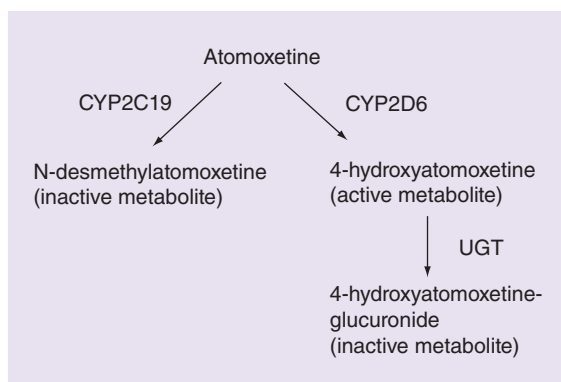 Atomoxetine
CYP2C19
CYP2D6
N-desmethylatomoxetine
(inactive metabolite)
4-hydroxyatomoxetine
(active metabolite)
UGT
4-hydroxyatomoxetine-
glucuronide
(inactive metabolite)